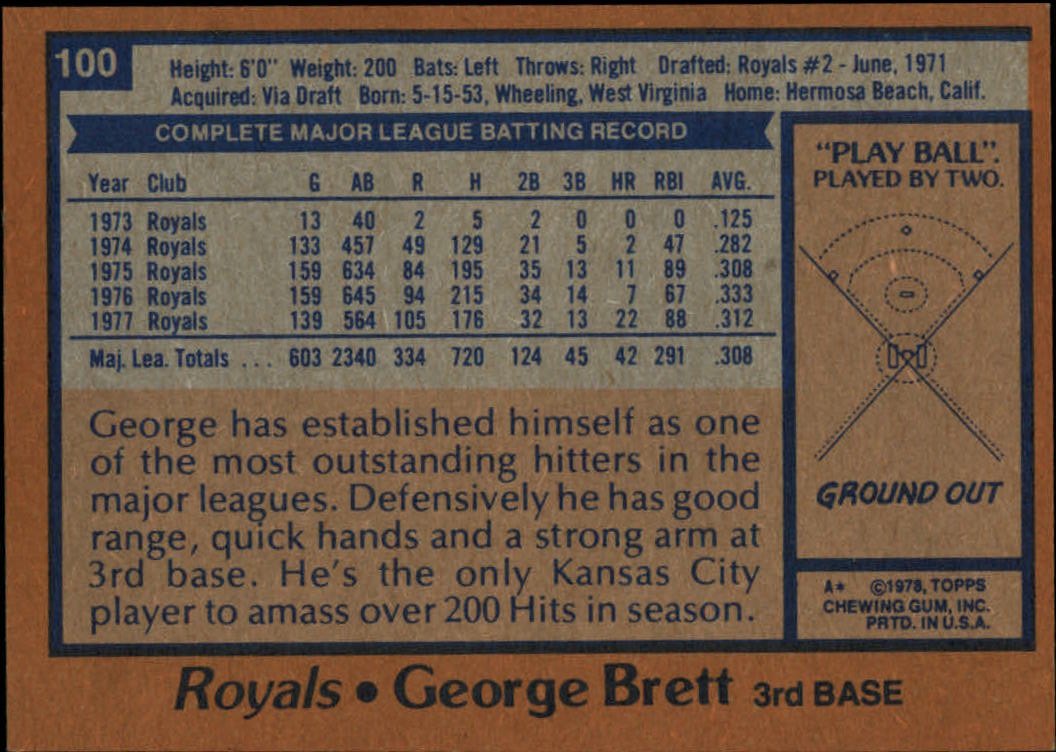 100
Height: 6'0" Weight: 200 Bats: Left Throws: Right Drafted: Royals #2 - June, 1971
Acquired: Via Draft Born: 5-15-53, Wheeling, West Virginia Home: Hermosa Beach, Calif.
COMPLETE MAJOR LEAGUE BATTING RECORD
Year Club G AB R H 2B 3B HR RBI AVG.
1973 Royals 13 40 2 5 2 0 0 0 .125
1974 Royals 133 457 49 129 21 5 2 47 .282
1975 Royals 159 634 84 195 35 13 11 89 .308
1976 Royals 159 645 94 215 34 14 7 67 .333
1977 Royals 139 564 105 176 32 13 22 88 .312
Maj. Lea. Totals ... 603 2340 334 720 124 45 42 291 .308
George has established himself as one
of the most outstanding hitters in the
major leagues. Defensively he has good
range, quick hands and a strong arm at
3rd base. He's the only Kansas City
player to amass over 200 Hits in season.
"PLAY BALL".
PLAYED BY TWO.
GROUND OUT
A* ©1978, TOPPS
CHEWING GUM, INC.
PRTD. IN U.S.A.
Royals • George Brett 3rd BASE